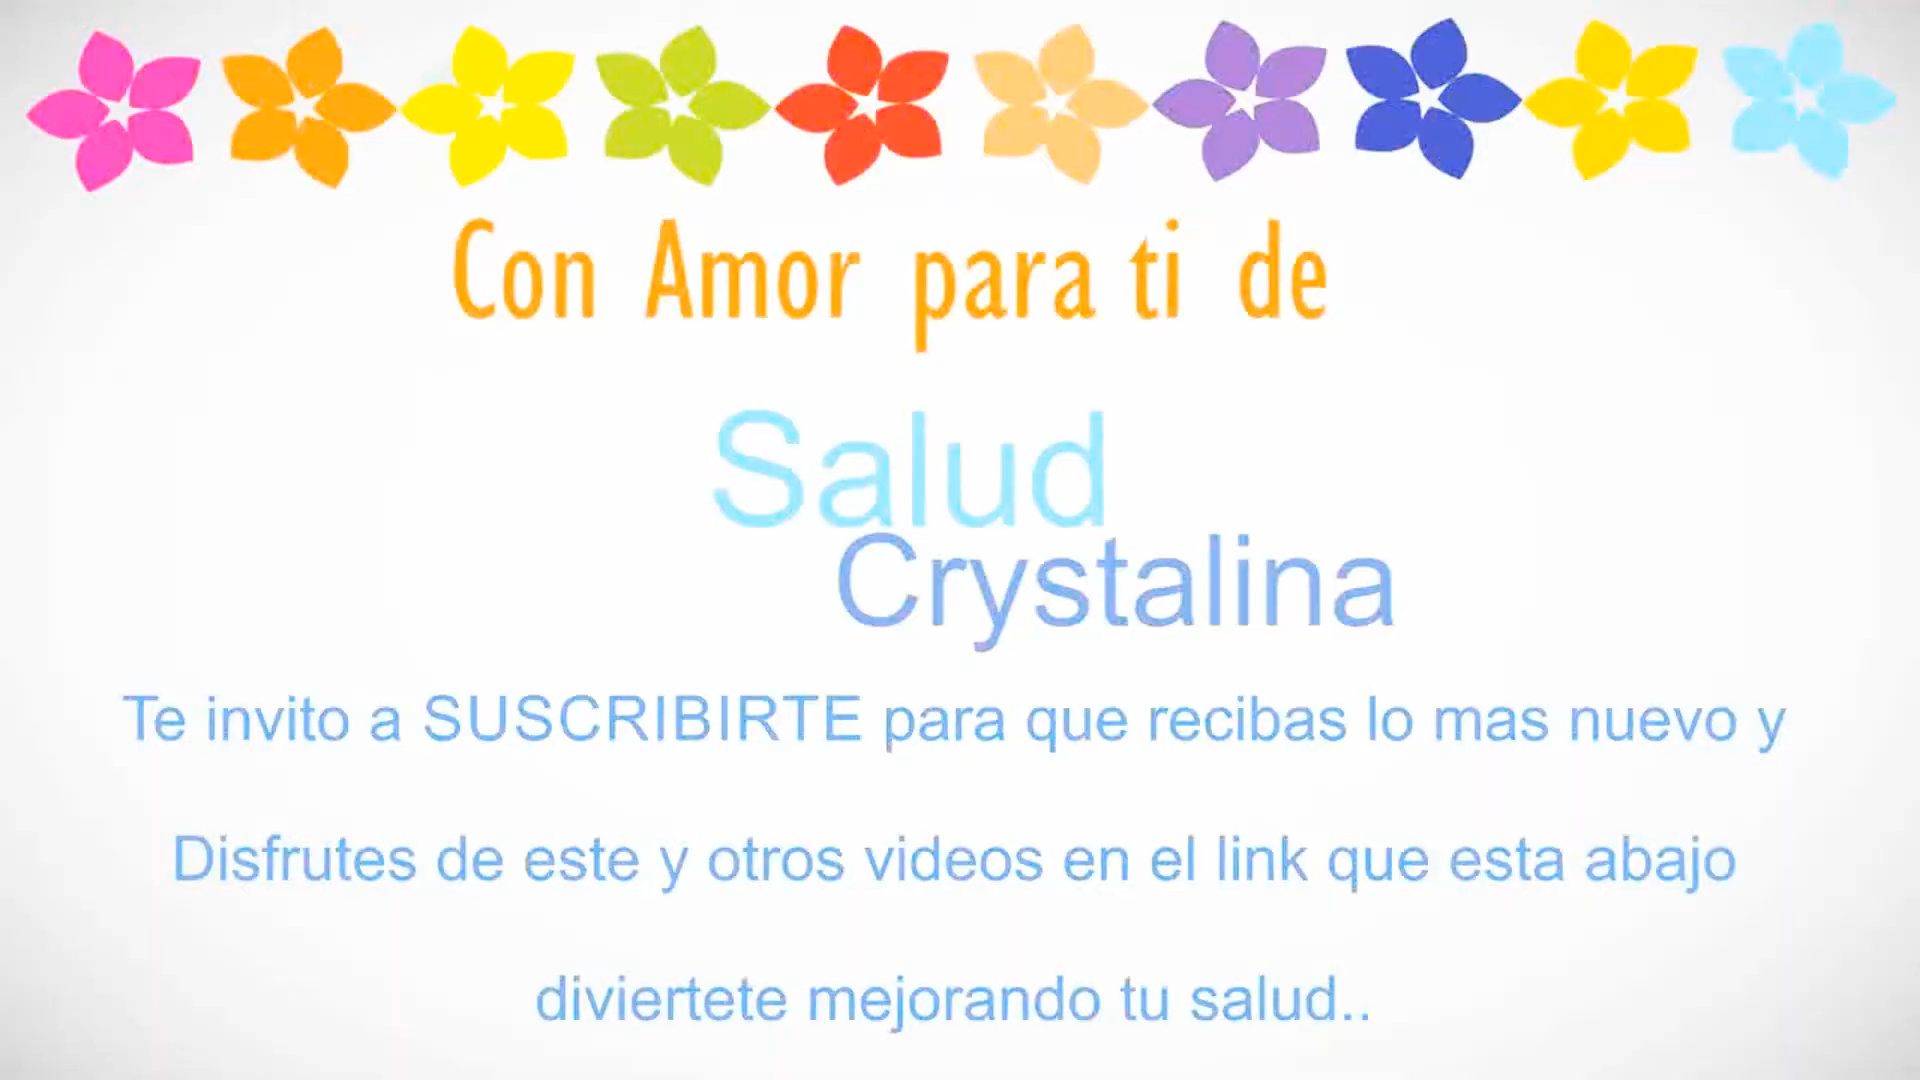 Con Amor para ti de
Salud
Crystalina
Te invito a SUSCRIBIRTE para que recibas lo mas nuevo y
Disfrutes de este y otros videos en el link que esta abajo
diviertete mejorando tu salud..